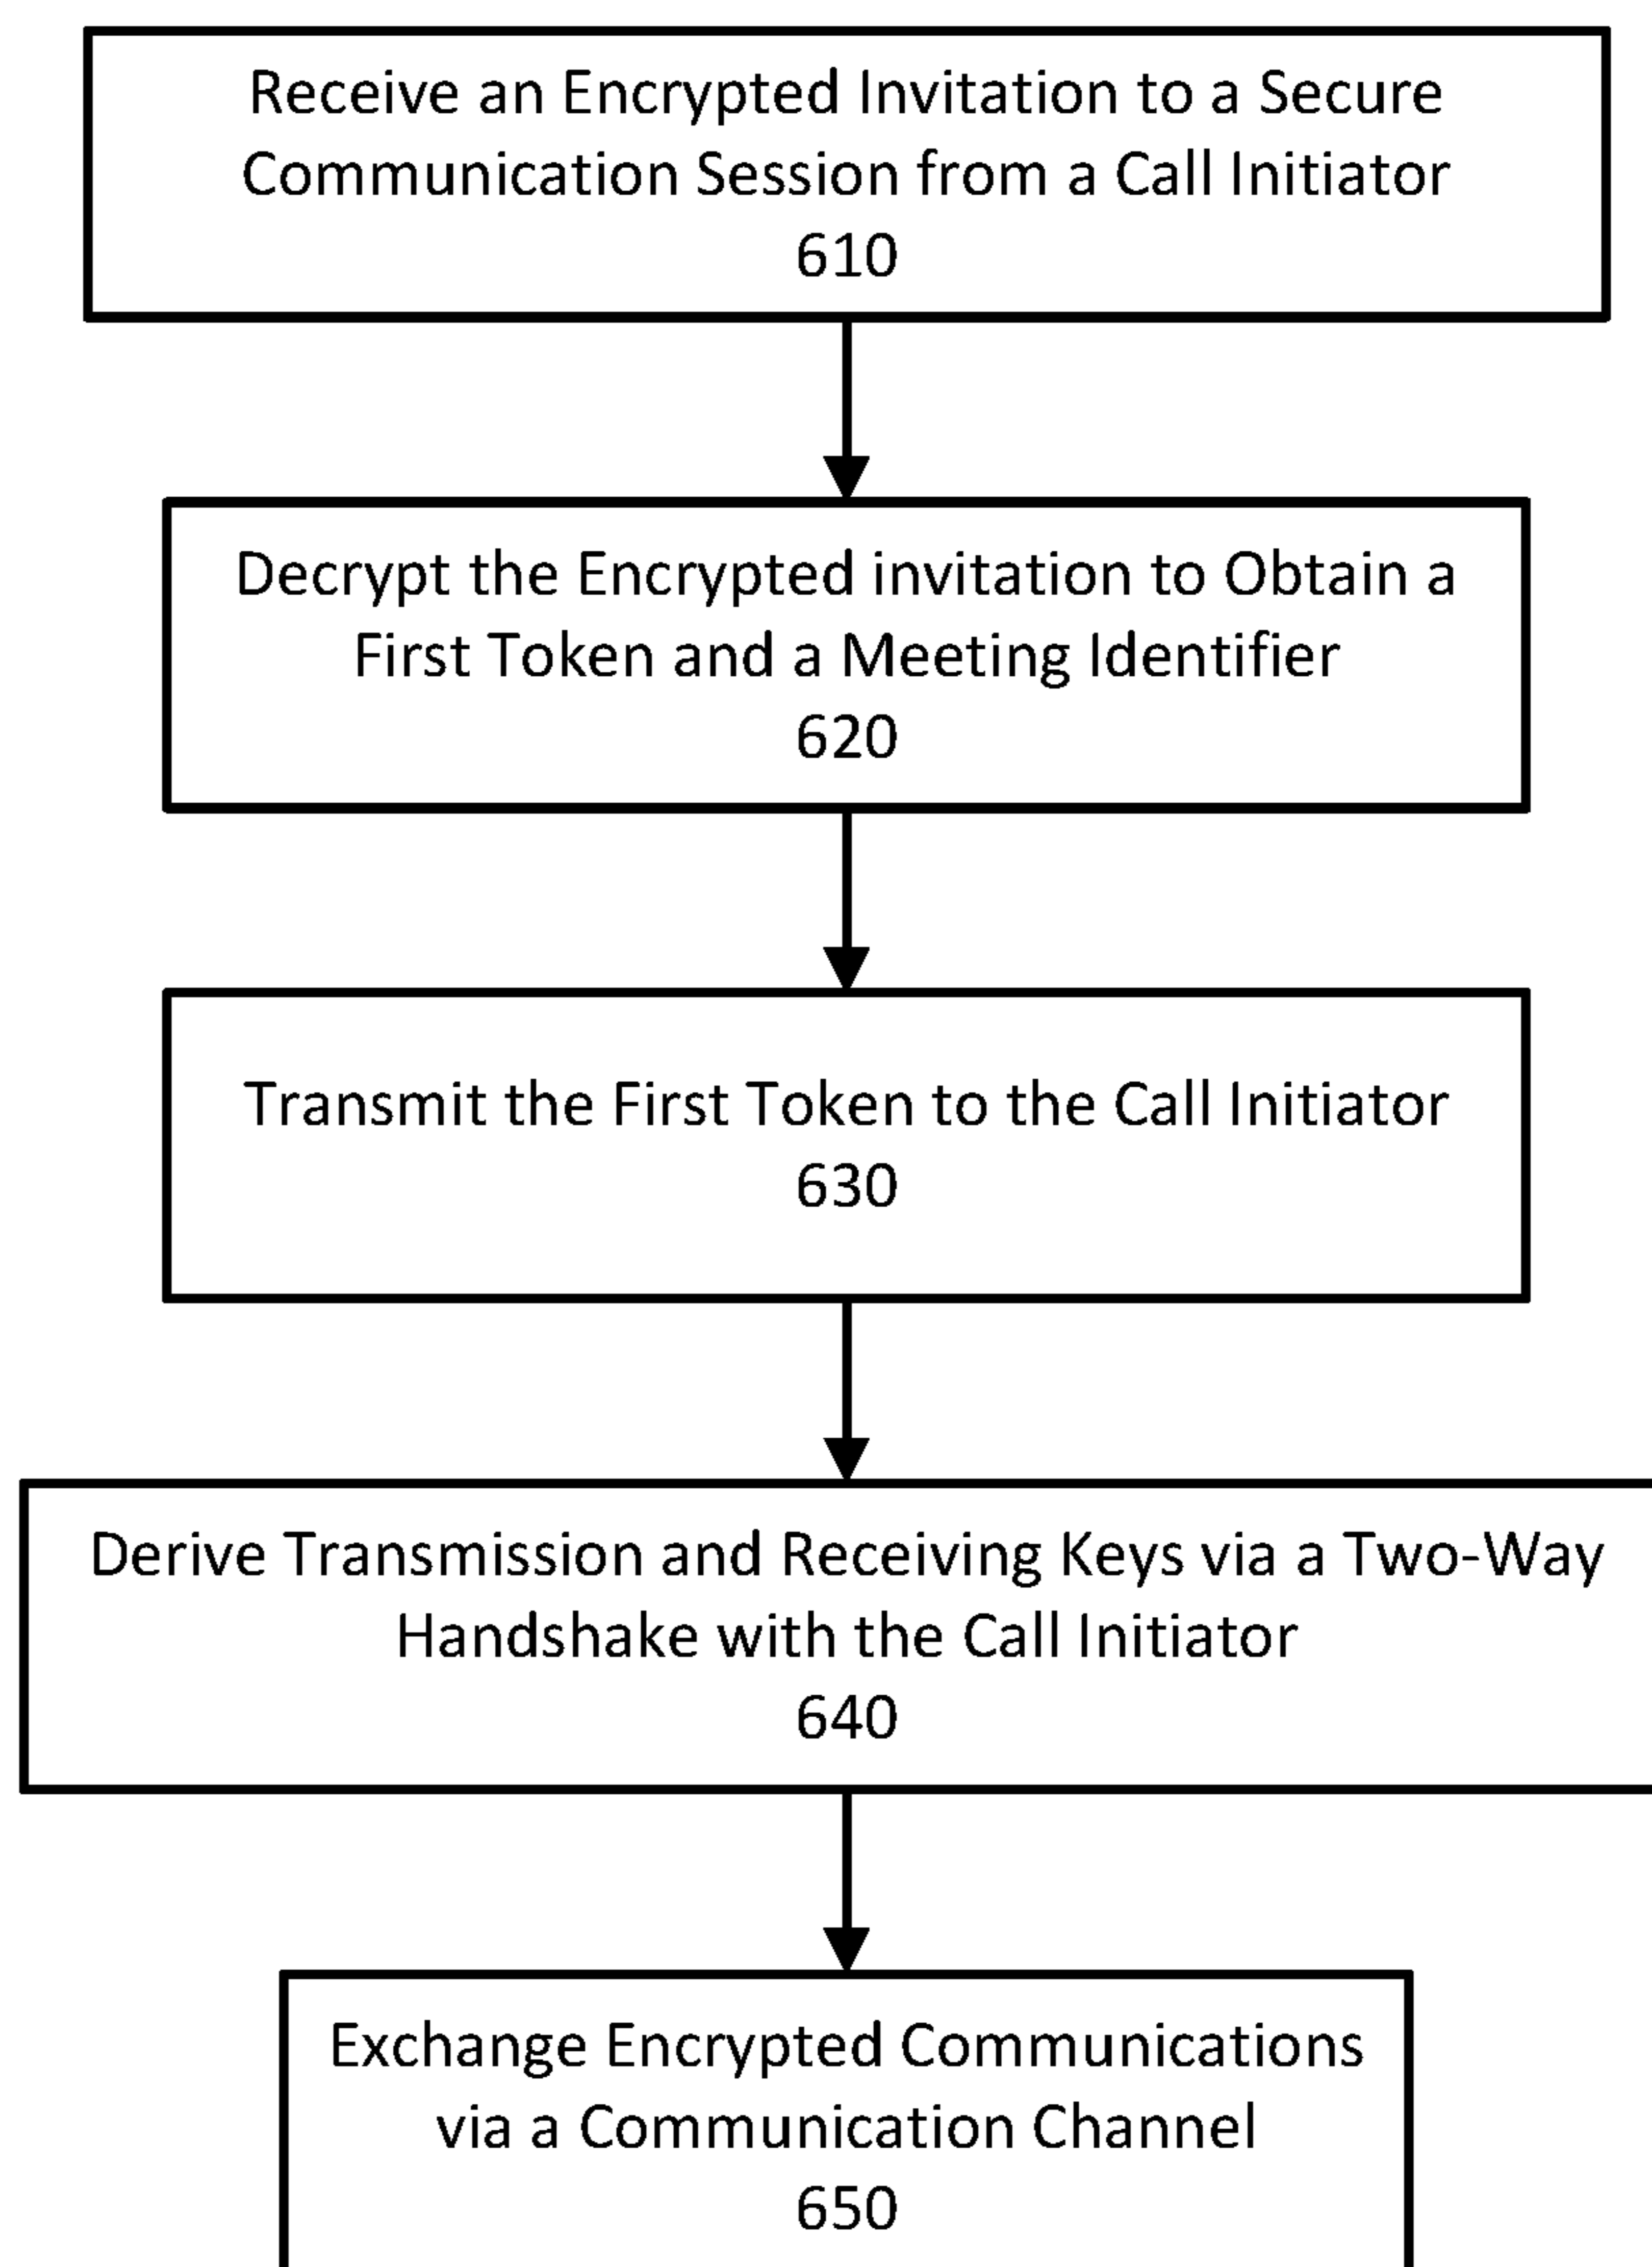 Receive an Encrypted Invitation to a Secure
Communication Session from a Call Initiator
610
Decrypt the Encrypted invitation to Obtain a
First Token and a Meeting Identifier
620
Transmit the First Token to the Call Initiator
630
Derive Transmission and Receiving Keys via a Two-Way
Handshake with the Call Initiator
640
Exchange Encrypted Communications
via a Communication Channel
650